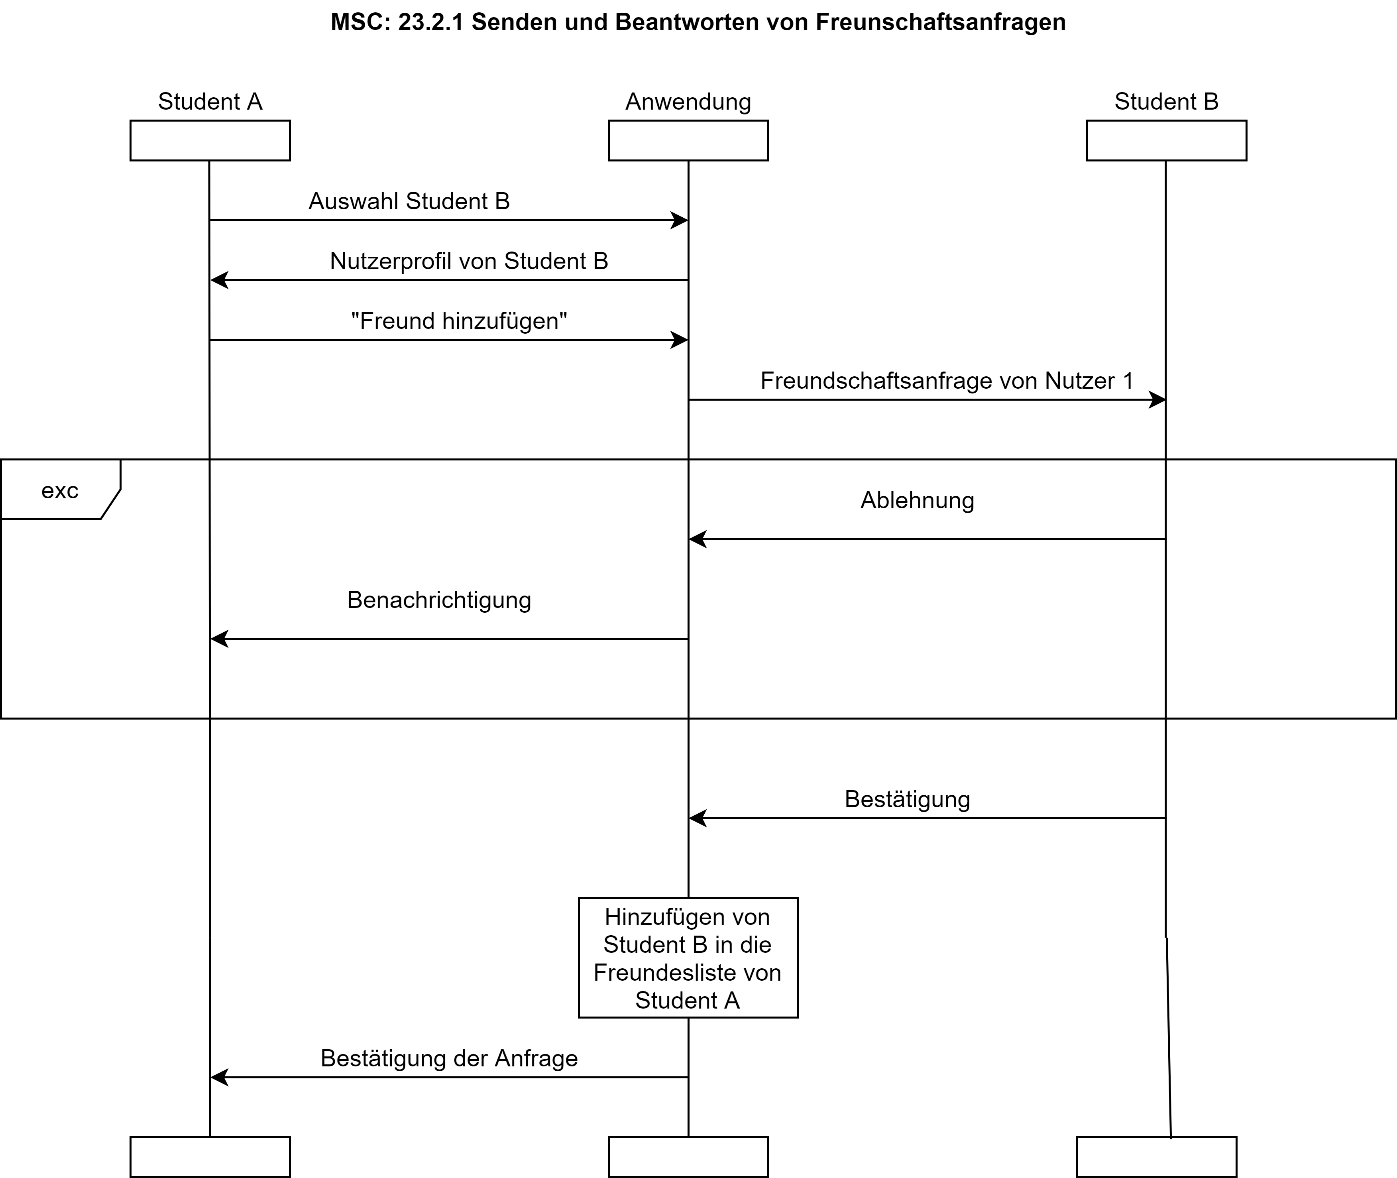 MSC: 23.2.1 Senden und Beantworten von Freunschaftsanfragen
Student A
Anwendung
Student B
Auswahl Student B
Nutzerprofil von Student B
"Freund hinzufügen"
Freundschaftsanfrage von Nutzer 1
exc
Ablehnung
Benachrichtigung
Bestätigung
Hinzufügen von
Student B in die
Freundesliste von
Student A
Bestätigung der Anfrage